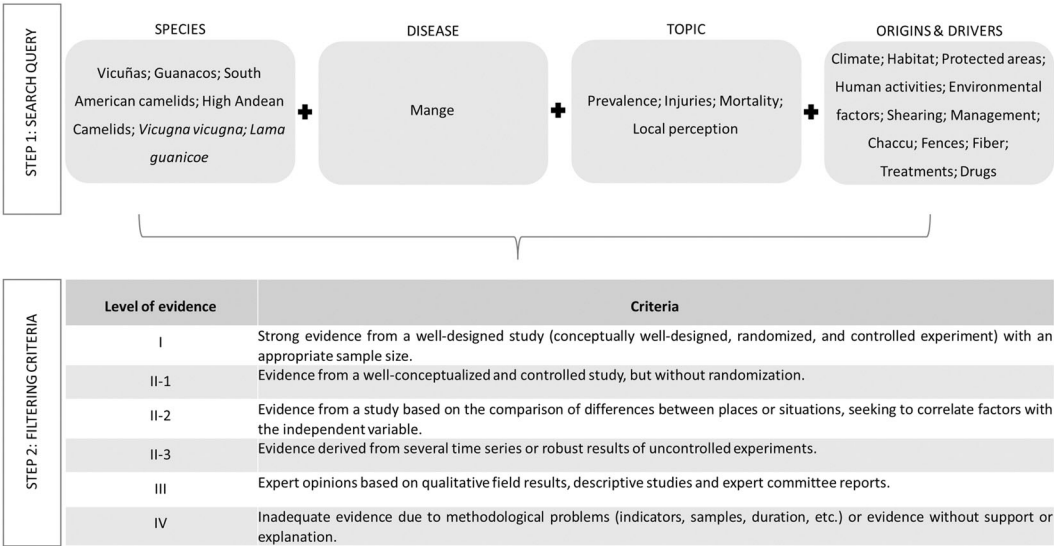 STEP 1: SEARCH QUERY
SPECIES
Vicuñas; Guanacos; South
American camelids; High Andean
Camelids; Vicugna vicugna; Lama
guanicoe
DISEASE
Mange
TOPIC
Prevalence; Injuries; Mortality;
Local perception
ORIGINS & DRIVERS
Climate; Habitat; Protected areas;
Human activities; Environmental
factors; Shearing; Management;
Chaccu; Fences; Fiber;
Treatments; Drugs
STEP 2: FILTERING CRITERIA
Level of evidence
Criteria
I
Strong evidence from a well-designed study (conceptually well-designed, randomized, and controlled experiment) with an
appropriate sample size.
II-1
Evidence from a well-conceptualized and controlled study, but without randomization.
II-2
Evidence from a study based on the comparison of differences between places or situations, seeking to correlate factors with
the independent variable.
II-3
Evidence derived from several time series or robust results of uncontrolled experiments.
III
Expert opinions based on qualitative field results, descriptive studies and expert committee reports.
IV
Inadequate evidence due to methodological problems (indicators, samples, duration, etc.) or evidence without support or
explanation.